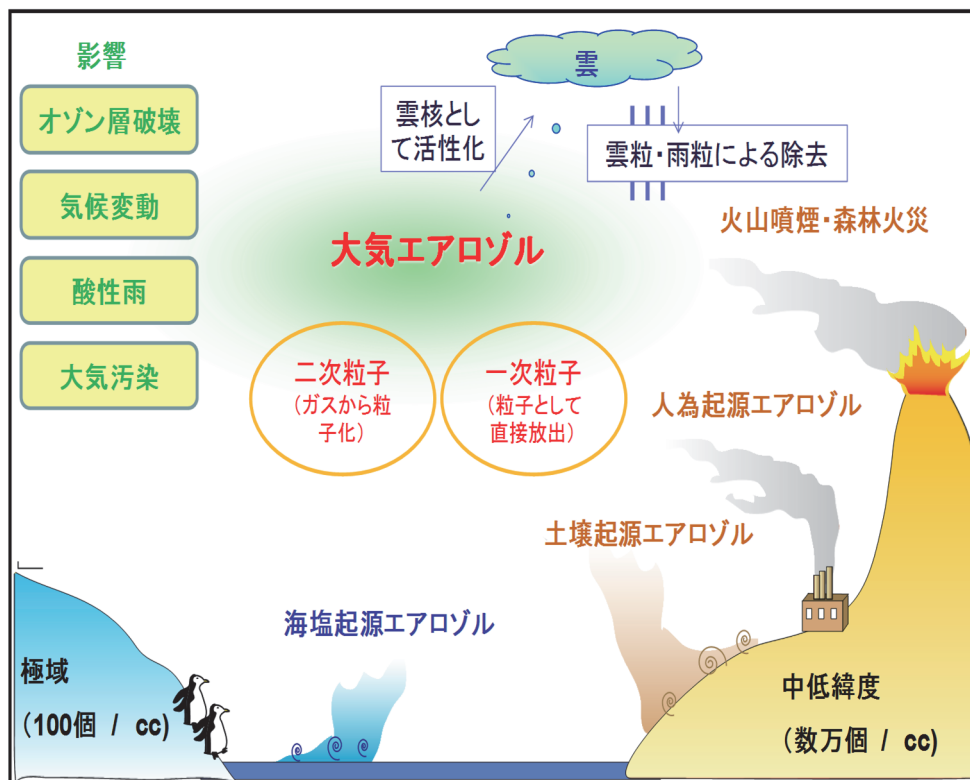 影響
オゾン層破壊
気候変動
酸性雨
大気汚染
雲
雲核とし
て活性化
雲粒・雨粒による除去
大気エアロゾル
火山噴煙・森林火災
二次粒子
(ガスから粒
子化)
一次粒子
(粒子として
直接放出)
人為起源エアロゾル
土壌起源エアロゾル
海塩起源エアロゾル
極域
(100個 / cc)
中低緯度
(数万個 / cc)